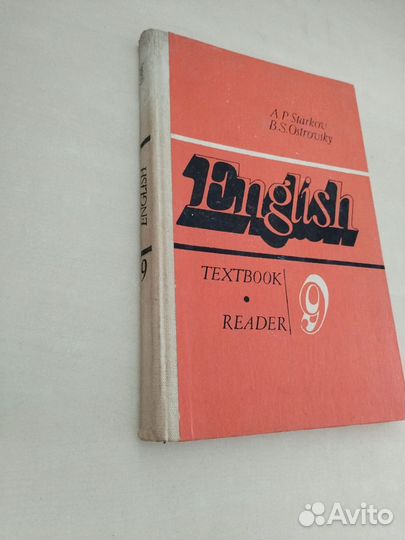 A.P. Starkov
B.S. Ostrovsky
English
TEXTBOOK
READER
9
ENGLISH
9
Avito